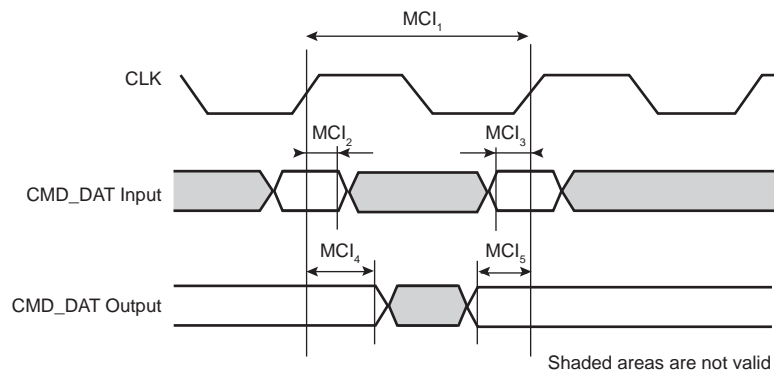 MCI₁
CLK
MCI₂
MCI₃
CMD_DAT Input
MCI₄
MCI₅
CMD_DAT Output
Shaded areas are not valid